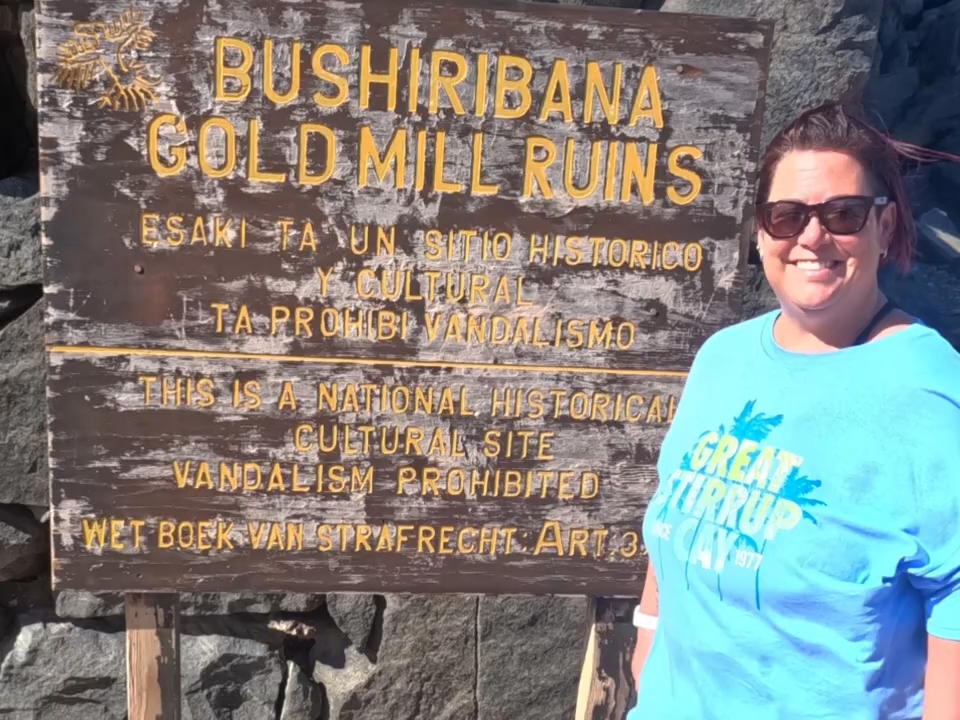 BUSHIRIBANA
GOLD MILL RUINS
ESAKI TA UN SITIO HISTORICO
Y CULTURAL
TA PROHIBI VANDALISMO
THIS IS A NATIONAL HISTORICAL
CULTURAL SITE
VANDALISM PROHIBITED
WET BOEK VAN STRAFRECHT: ART.3
GREAT
STIRRUP
CAY
1977